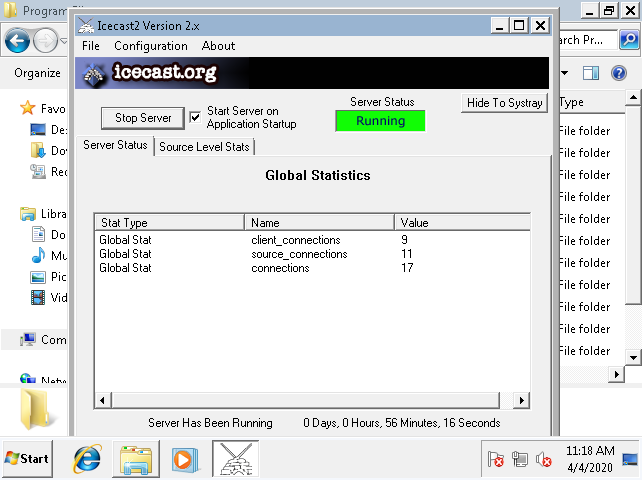 Program
Icecast2 Version 2.x
File Configuration About
icecast.org
arch Pr...
Organize
Stop Server
Start Server on
Application Startup
Server Status
Running
Hide To Systray
Type
Server Status
Source Level Stats
Global Statistics
Stat Type Name Value
Global Stat client_connections 9
Global Stat source_connections 11
Global Stat connections 17
Server Has Been Running 0 Days, 0 Hours, 56 Minutes, 16 Seconds
Favo
Des
Dov
Rec
Libra
Do
Mu
Pic
Vid
Com
Netw
File folder
File folder
File folder
File folder
File folder
File folder
File folder
File folder
File folder
File folder
File folder
Start
11:18 AM
4/4/2020